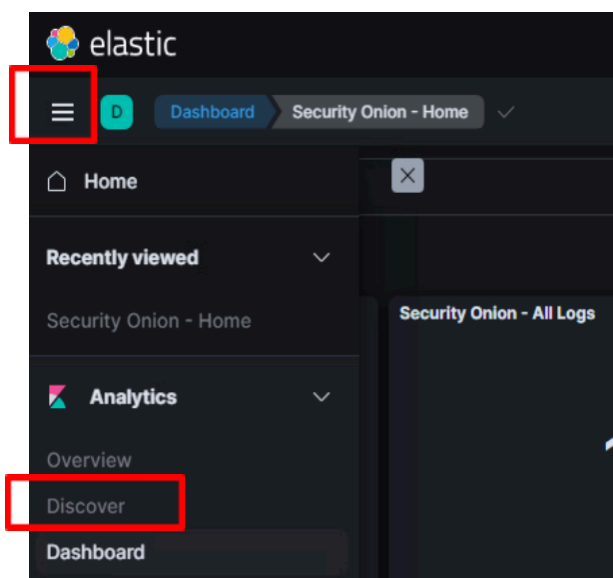 elastic
D Dashboard Security Onion - Home
Home
Recently viewed
Security Onion - Home
Security Onion - All Logs
Analytics
Overview
Discover
Dashboard